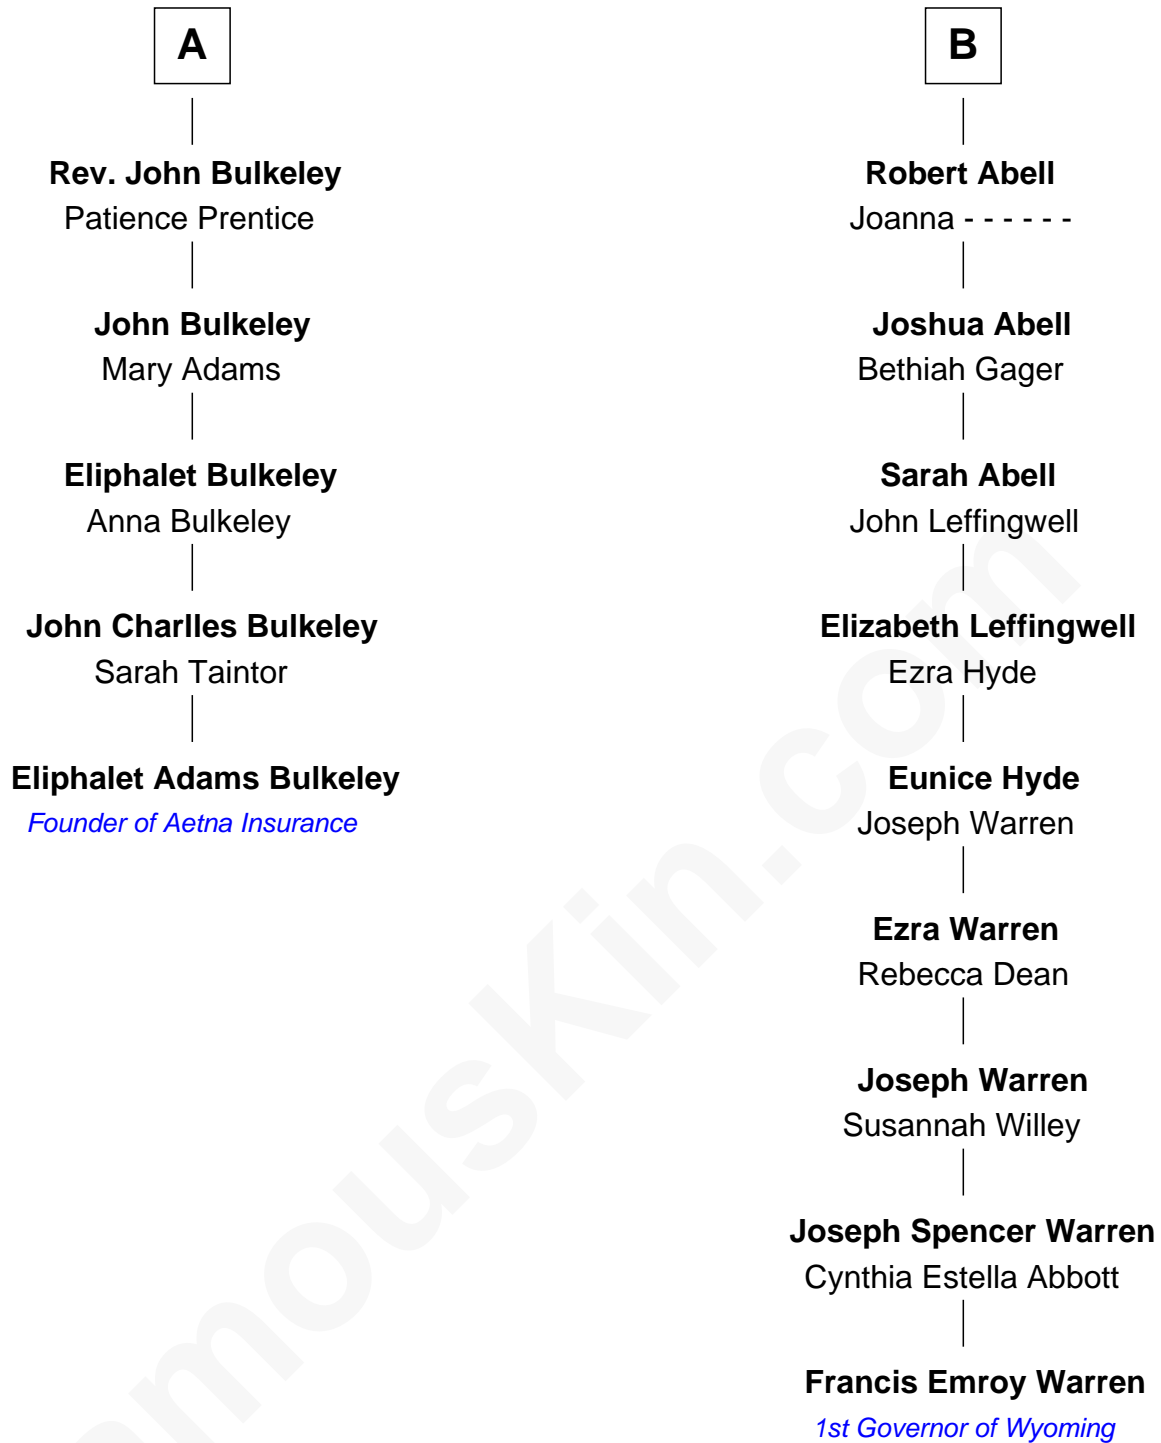 A
Rev. John Bulkeley
Patience Prentice
John Bulkeley
Mary Adams
Eliphalet Bulkeley
Anna Bulkeley
John Charlles Bulkeley
Sarah Taintor
Eliphalet Adams Bulkeley
Founder of Aetna Insurance
B
Robert Abell
Joanna - - - - - -
Joshua Abell
Bethiah Gager
Sarah Abell
John Leffingwell
Elizabeth Leffingwell
Ezra Hyde
Eunice Hyde
Joseph Warren
Ezra Warren
Rebecca Dean
Joseph Warren
Susannah Willey
Joseph Spencer Warren
Cynthia Estella Abbott
Francis Emroy Warren
1st Governor of Wyoming
amouskin.com